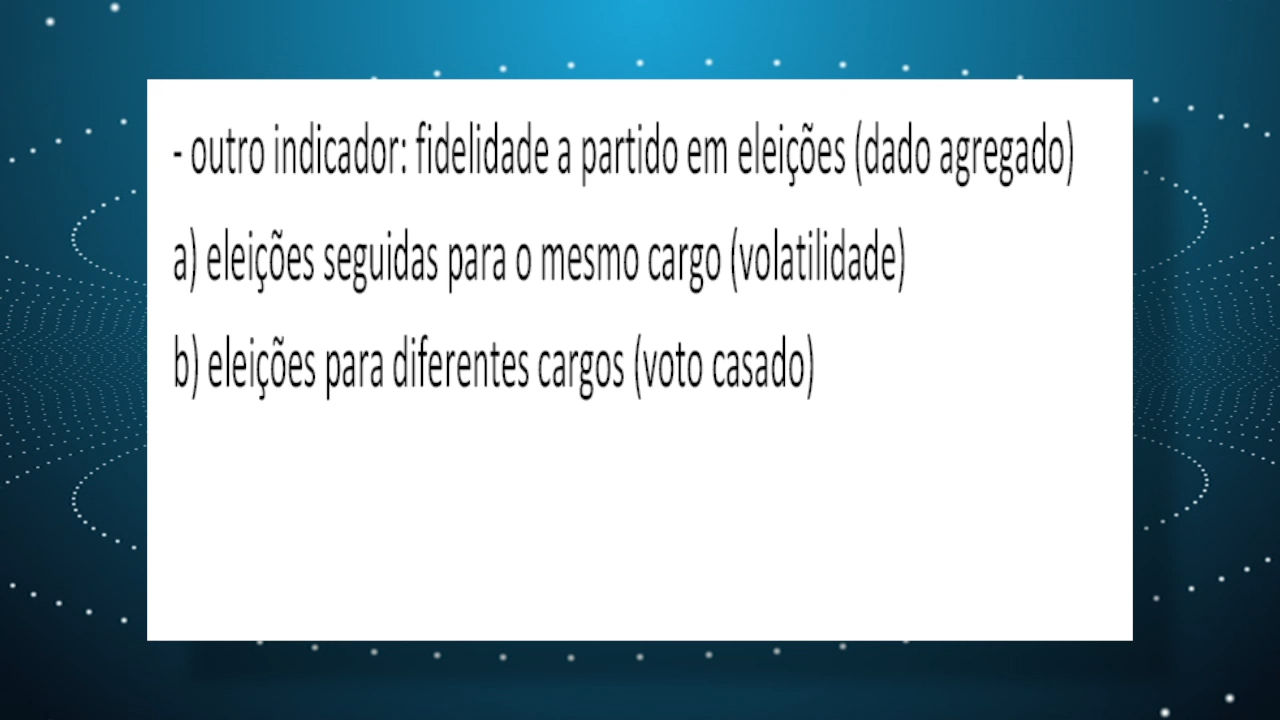 - outro indicador: fidelidade a partido em eleições (dado agregado)
a) eleições seguidas para o mesmo cargo (volatilidade)
b) eleições para diferentes cargos (voto casado)